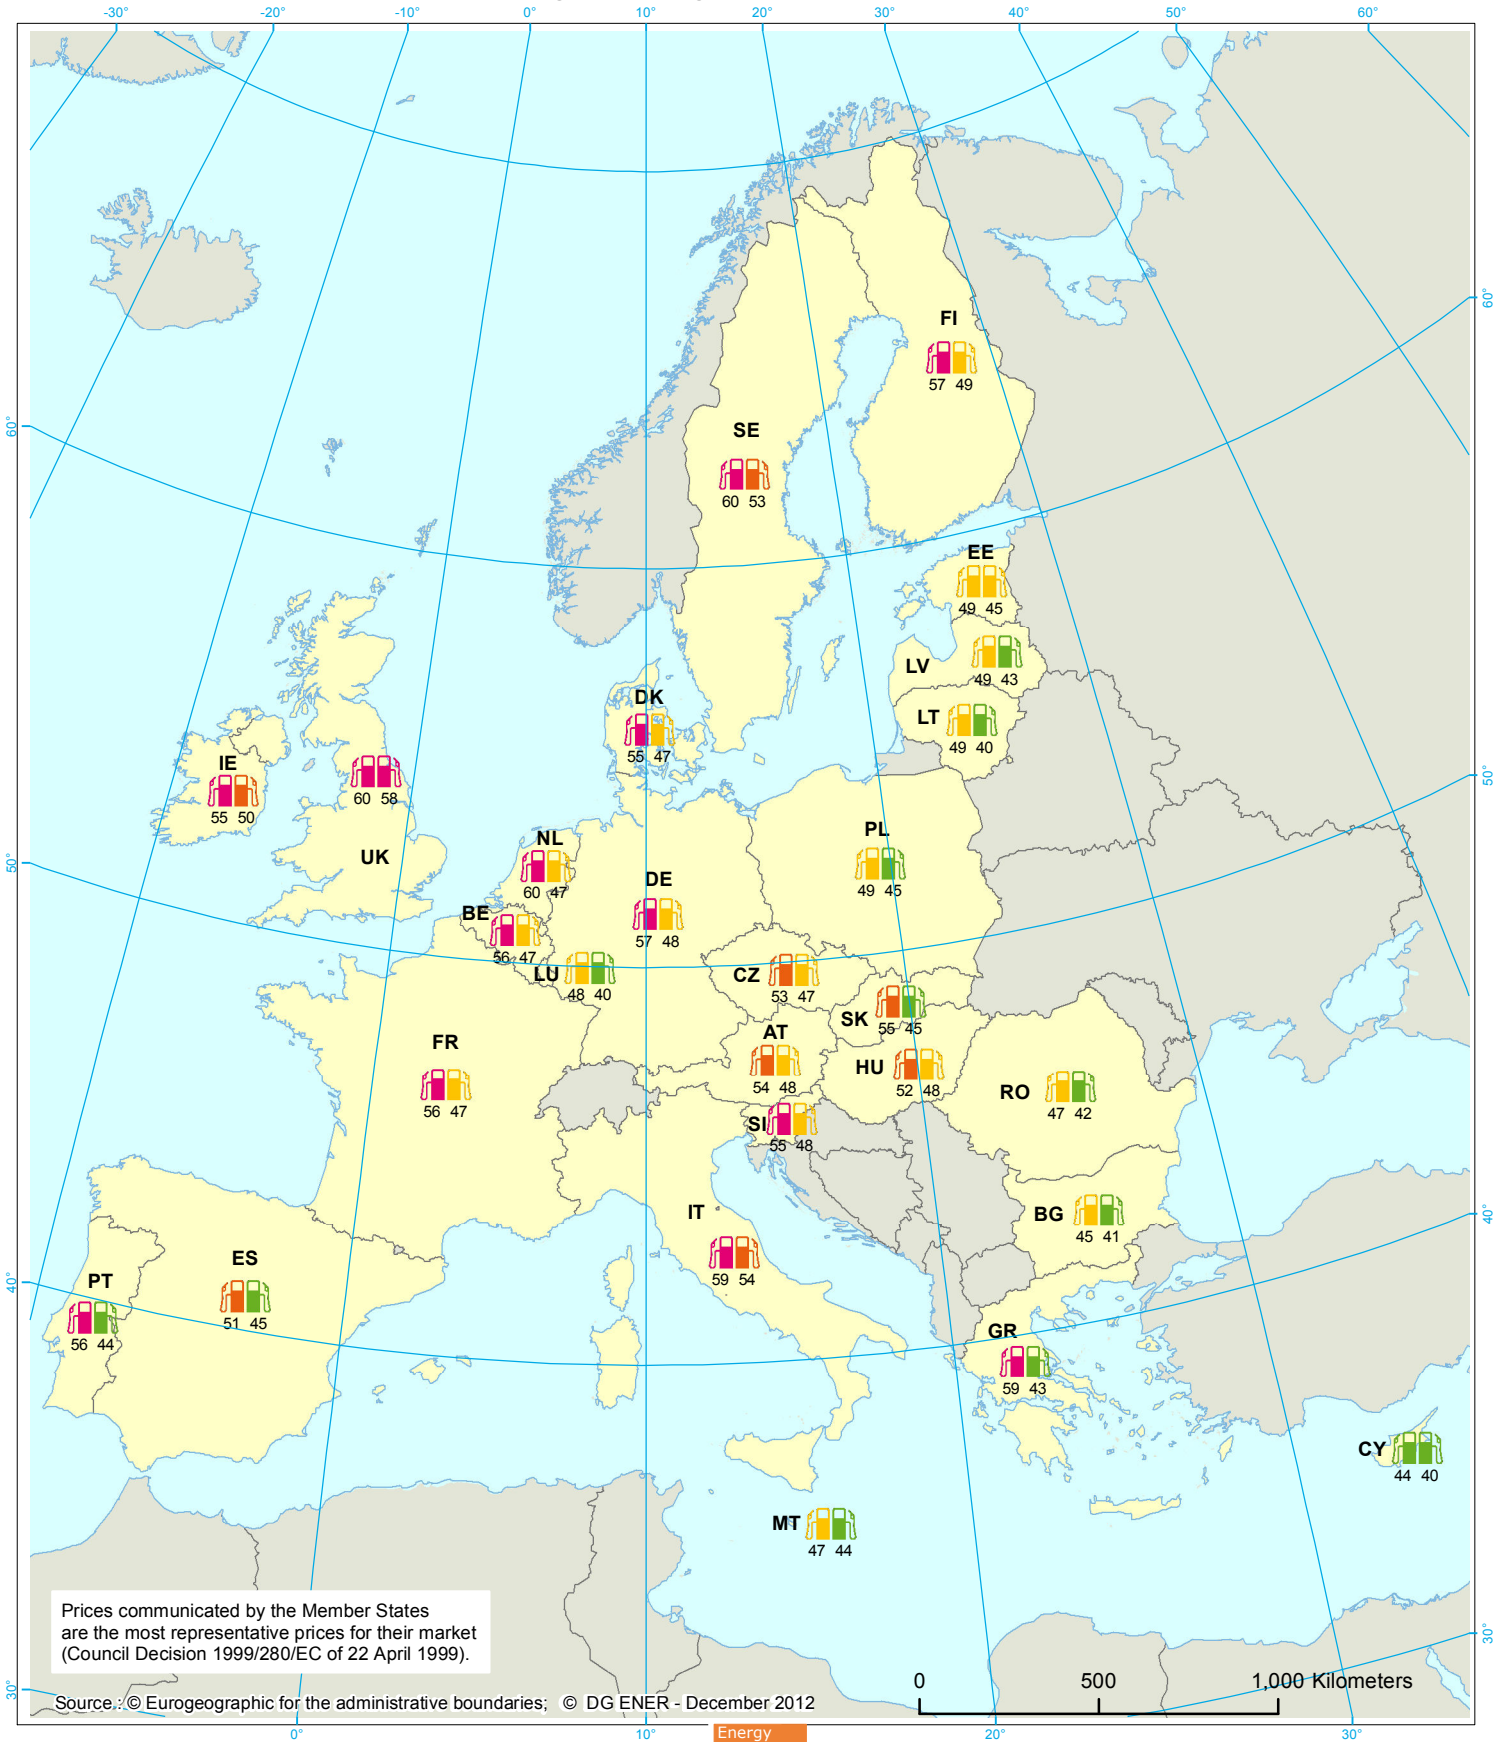 -30° -20° -10° 0° 10° 20° 30° 40° 50° 60°
60°
FI
57 49
60°
SE
60 53
EE
49 45
LV
49 43
LT
49 40
DK
55 47
IE
55 50
60 58
UK
50°
NL
60 47
PL
49 45
50°
DE
57 48
BE
56 47
LU
48 40
CZ
53 47
SK
55 45
AT
54 48
HU
52 48
FR
56 47
RO
47 42
SI
55 48
IT
59 54
BG
45 41
40°
ES
51 45
PT
56 44
40°
GR
59 43
CY
44 40
MT
47 44
Prices communicated by the Member States
are the most representative prices for their market
(Council Decision 1999/280/EC of 22 April 1999).
30°
0 500 1,000 Kilometers
30°
Source : © Eurogeographic for the administrative boundaries; © DG ENER - December 2012
0° 10° 20° 30°
Energy